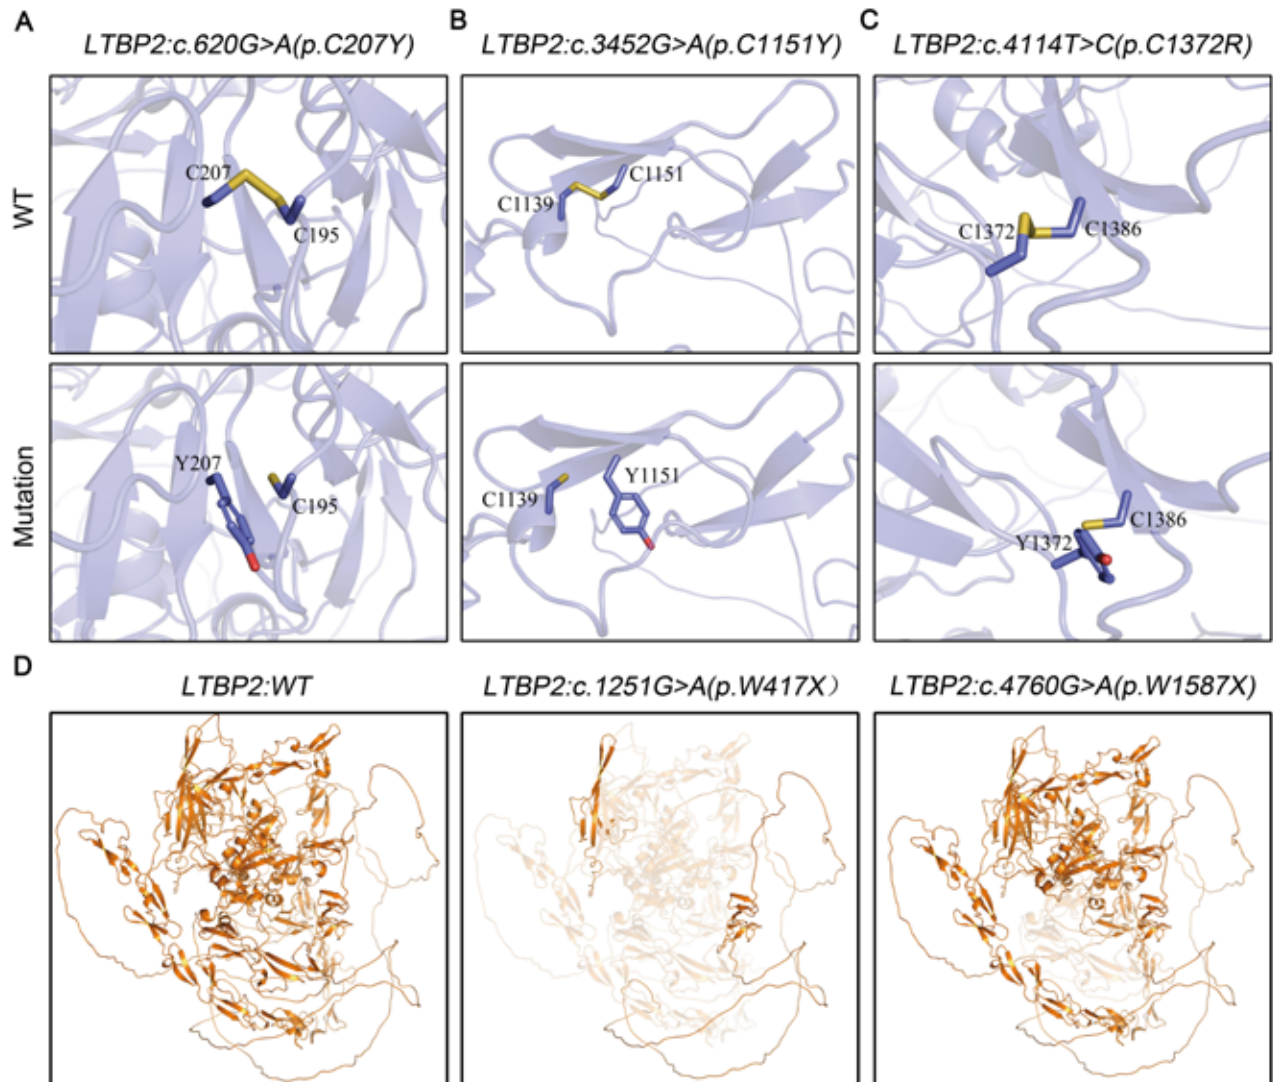 A
LTBP2:c.620G>A(p.C207Y)
B
LTBP2:c.3452G>A(p.C1151Y)
C
LTBP2:c.4114T>C(p.C1372R)
WT
C207
C195
C1139
C1151
C1372
C1386
Mutation
Y207
C195
C1139
Y1151
Y1372
C1386
D
LTBP2:WT
LTBP2:c.1251G>A(p.W417X）
LTBP2:c.4760G>A(p.W1587X)